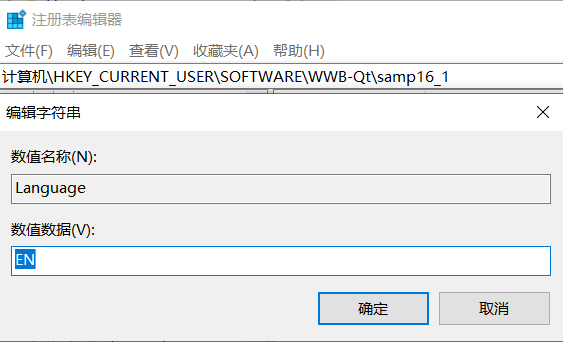 注册表编辑器
文件(F) 编辑(E) 查看(V) 收藏夹(A) 帮助(H)
计算机\HKEY_CURRENT_USER\SOFTWARE\WWB-Qt\samp16_1
编辑字符串
数值名称(N):
Language
数值数据(V):
EN
确定 取消